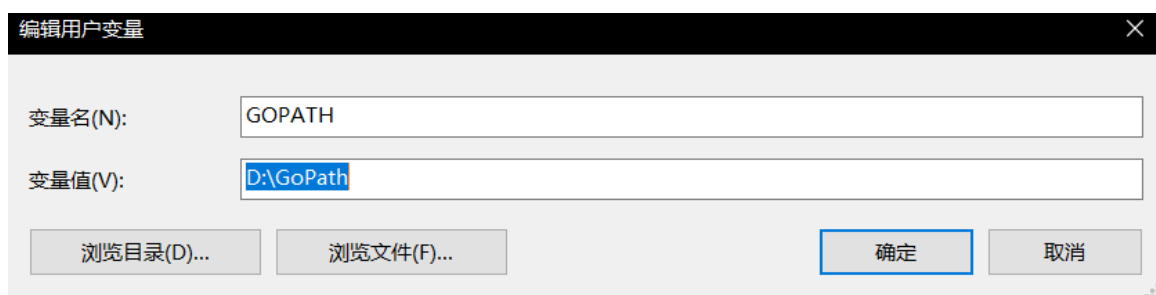 编辑用户变量
变量名(N): GOPATH
变量值(V): D:\GoPath
浏览目录(D)... 浏览文件(F)... 确定 取消